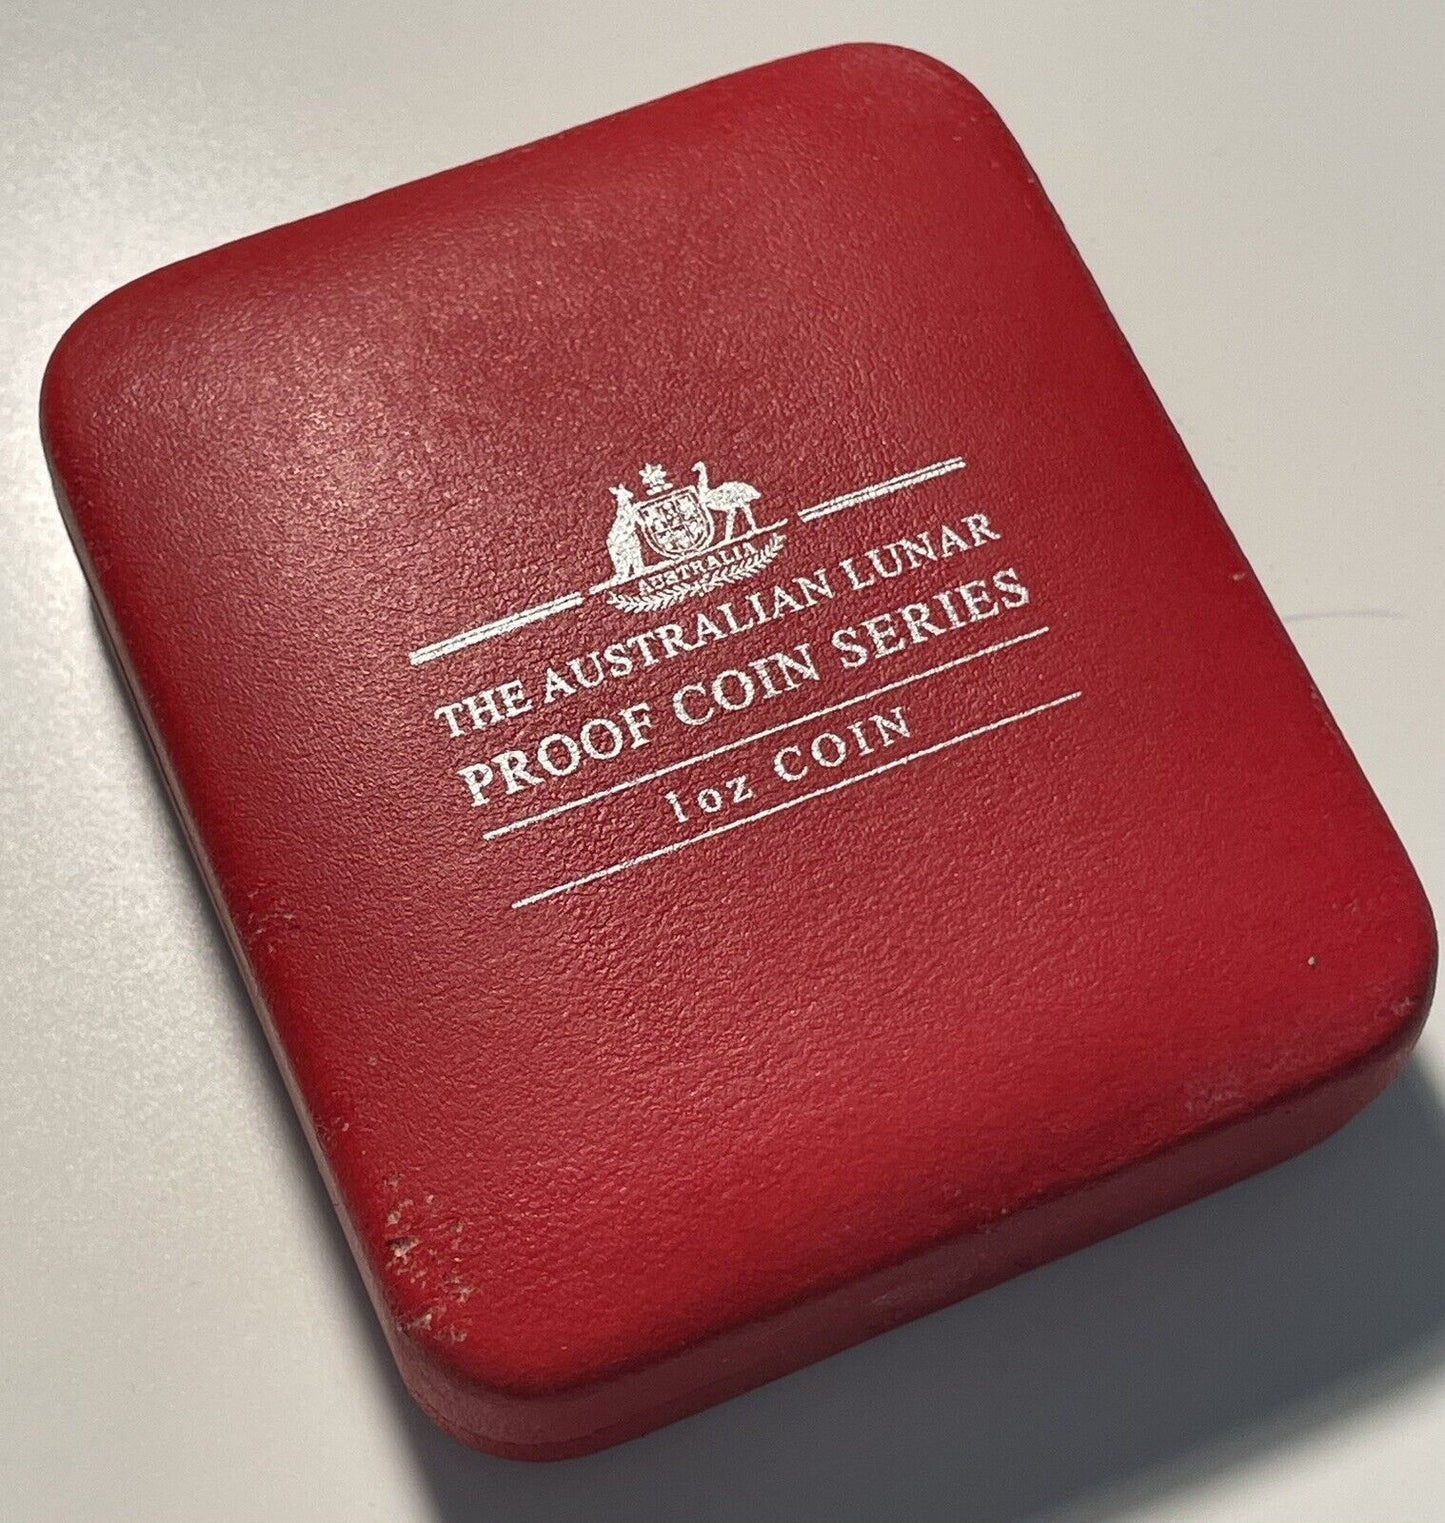 AUSTRALIA
THE AUSTRALIAN LUNAR
PROOF COIN SERIES
1oz COIN